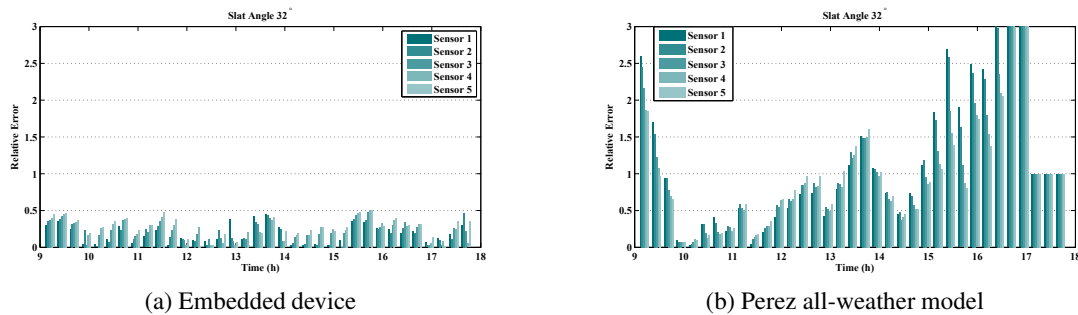 Slat Angle 32°
3
2.5
2
1.5
1
0.5
0
Relative Error
Sensor 1
Sensor 2
Sensor 3
Sensor 4
Sensor 5
9 10 11 12 13 14 15 16 17 18
Time (h)
(a) Embedded device
Slat Angle 32°
3
2.5
2
1.5
1
0.5
0
Relative Error
Sensor 1
Sensor 2
Sensor 3
Sensor 4
Sensor 5
9 10 11 12 13 14 15 16 17 18
Time (h)
(b) Perez all-weather model